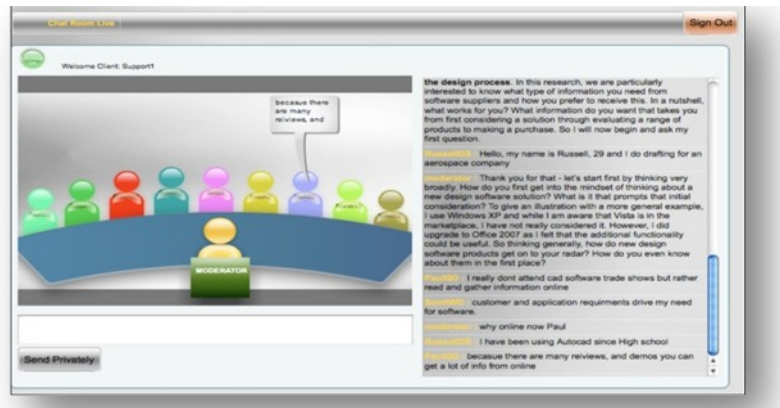 Chat Room Live
Sign Out
Welcome Client: Support1
becasue there
are many
reiviews, and
MODERATOR
Send Privately
the design process. In this research, we are particularly
interested to know what type of information you need from
software suppliers and how you prefer to receive this. In a nutshell,
what works for you? What information do you want that takes you
from first considering a solution through evaluating a range of
products to making a purchase. So I will now begin and ask my
first question.
RussellDS : Hello, my name is Russell, 29 and I do drafting for an
aerospace company
moderator : Thank you for that - let's start first by thinking very
broadly. How do you first get into the mindset of thinking about a
new design software solution? What is it that prompts that initial
consideration? To give an illustration with a more general example,
I use Windows XP and while I am aware that Vista is in the
marketplace, I have not really considered it. However, I did
upgrade to Office 2007 as I felt that the additional functionality
could be useful. So thinking generally, how do new design
software products get on to your radar? How do you even know
about them in the first place?
PaulGO : I really dont attend cad software trade shows but rather
read and gather information online
: customer and application requirments drive my need
for software.
moderator : why online now Paul
RussellDS : I have been using Autocad since High school
PaulGO : becasue there are many reiviews, and demos you can
get a lot of info from online